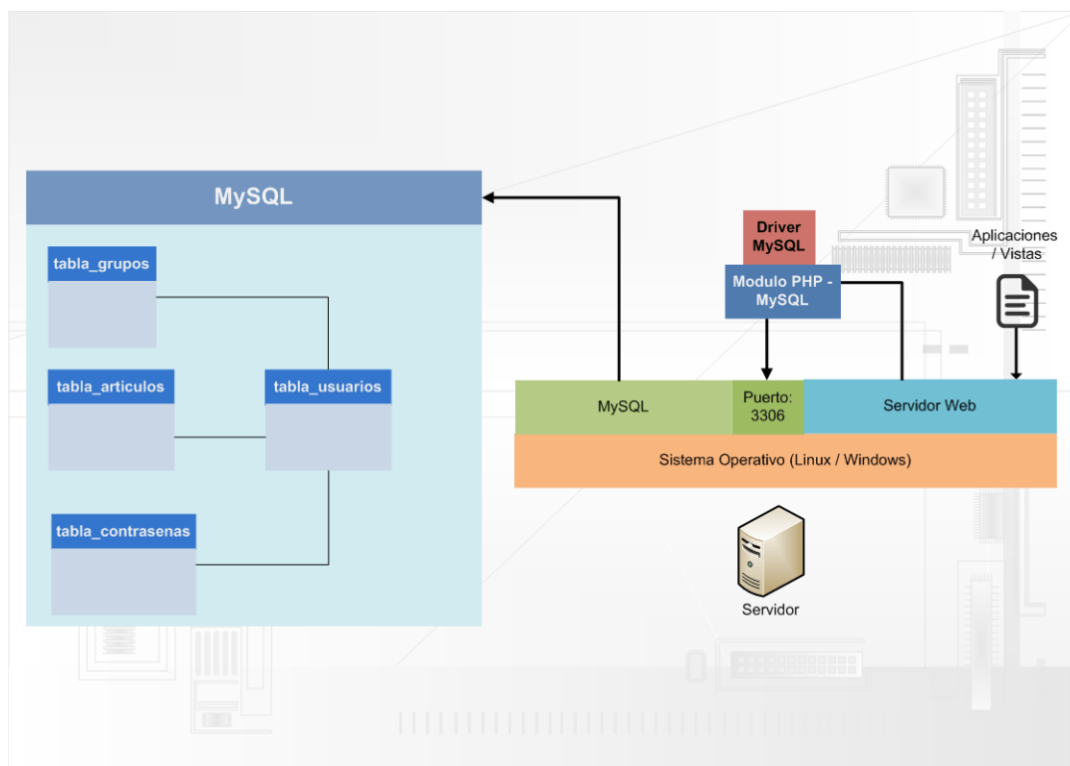 MySQL
tabla_grupos
tabla_articulos
tabla_usuarios
tabla_contrasenas
Driver
MySQL
Modulo PHP -
MySQL
Aplicaciones
/ Vistas
MySQL
Puerto:
3306
Servidor Web
Sistema Operativo (Linux / Windows)
Servidor